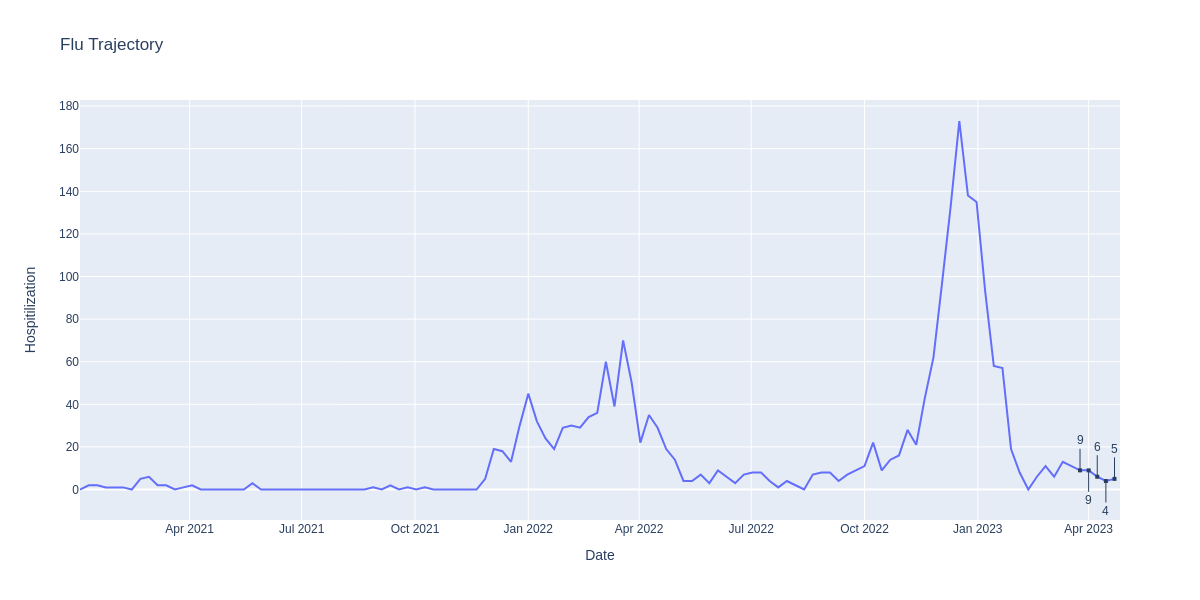 Flu Trajectory
180
160
140
120
100
80
60
40
20
0
Hospitilization
9
6
5
9
4
Apr 2021
Jul 2021
Oct 2021
Jan 2022
Apr 2022
Jul 2022
Oct 2022
Jan 2023
Apr 2023
Date